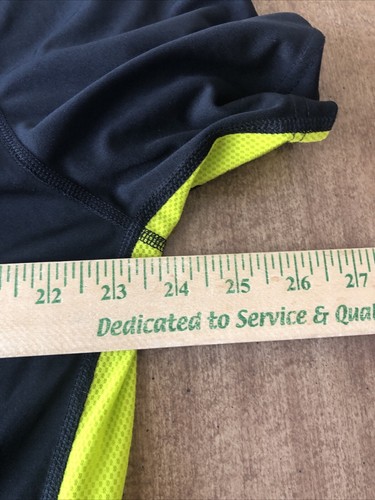 22 23 24 25 26 27
Dedicated to Service & Qual